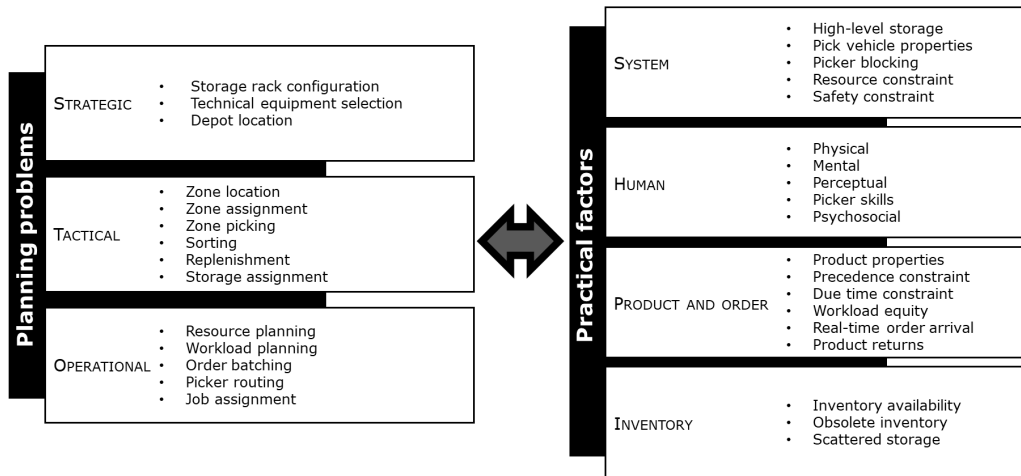 Planning problems
STRATEGIC
• Storage rack configuration
• Technical equipment selection
• Depot location
TACTICAL
• Zone location
• Zone assignment
• Zone picking
• Sorting
• Replenishment
• Storage assignment
OPERATIONAL
• Resource planning
• Workload planning
• Order batching
• Picker routing
• Job assignment
Practical factors
SYSTEM
• High-level storage
• Pick vehicle properties
• Picker blocking
• Resource constraint
• Safety constraint
HUMAN
• Physical
• Mental
• Perceptual
• Picker skills
• Psychosocial
PRODUCT AND ORDER
• Product properties
• Precedence constraint
• Due time constraint
• Workload equity
• Real-time order arrival
• Product returns
INVENTORY
• Inventory availability
• Obsolete inventory
• Scattered storage